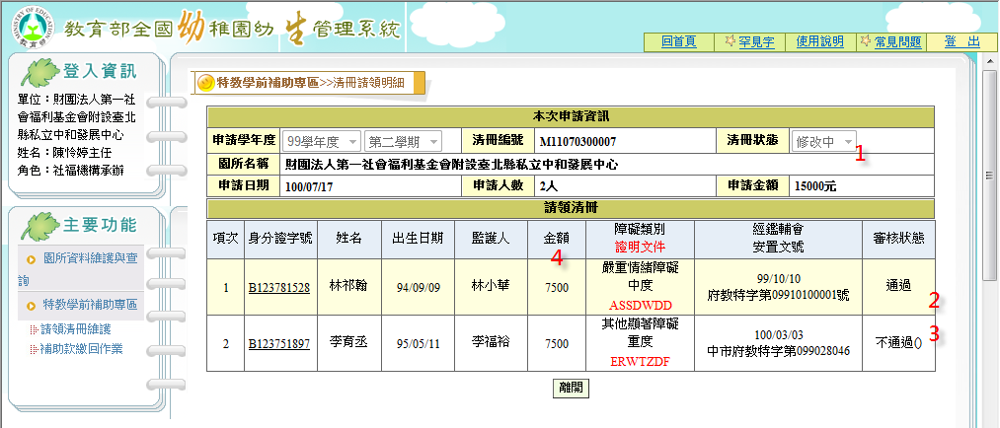 MINISTRY OF EDUCATION
教育部
教育部全國幼稚園幼生管理系統
回首頁 罕見字 使用說明 常見問題 登 出
登入資訊
單位：財團法人第一社
會福利基金會附設臺北
縣私立中和發展中心
姓名：陳怜婷主任
角色：社福機構承辦
主要功能
園所資料維護與查
詢
特教學前補助專區
請領清冊維護
補助款繳回作業
特教學前補助專區>>清冊請領明細
本次申請資訊
申請學年度 99學年度 第二學期 清冊編號 M11070300007 清冊狀態 修改中 1
園所名稱 財團法人第一社會福利基金會附設臺北縣私立中和發展中心
申請日期 100/07/17 申請人數 2人 申請金額 15000元
請領清冊
項次 身分證字號 姓名 出生日期 監護人 金額 障礙類別 證明文件 經鑑輔會 安置文號 審核狀態
4
1 B123781528 林祁翰 94/09/09 林小華 7500 嚴重情緒障礙 中度 ASSDWDD 99/10/10 府教特字第09910100001號 通過 2
2 B123751897 李育丞 95/05/11 李福裕 7500 其他顯著障礙 重度 ERWTZDF 100/03/03 中市府教特字第099028046 不通過() 3
離開